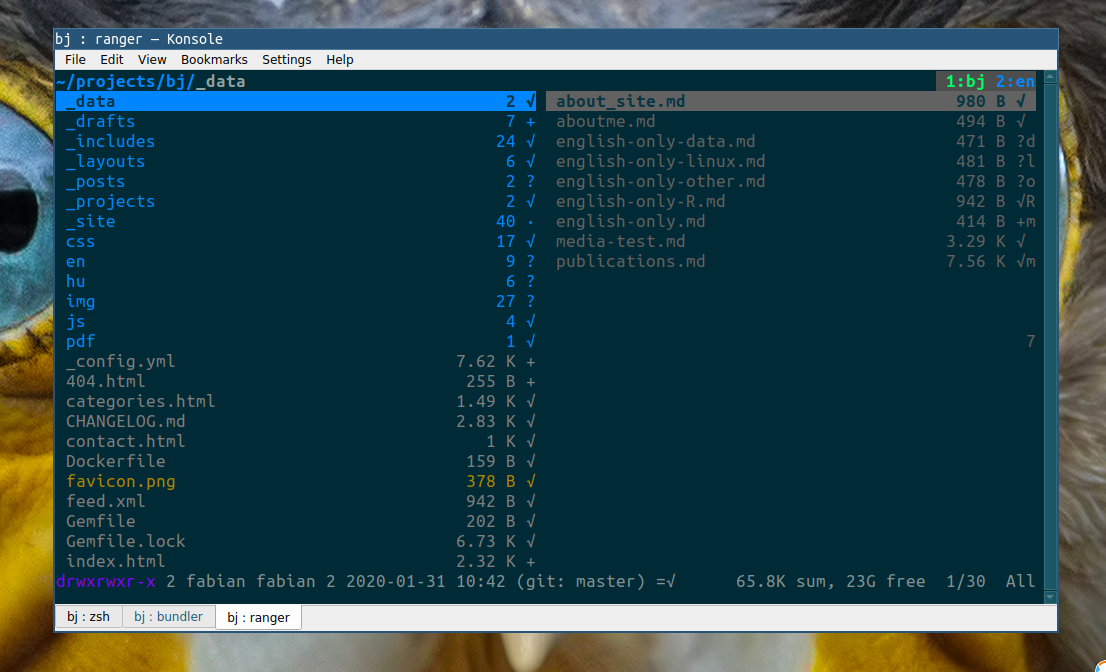 bj : ranger — Konsole
File Edit View Bookmarks Settings Help
~/projects/bj/_data 1:bj 2:en
_data 2 √ about_site.md 980 B √
_drafts 7 + aboutme.md 494 B √
_includes 24 √ english-only-data.md 471 B ?d
_layouts 6 √ english-only-linux.md 481 B ?l
_posts 2 ? english-only-other.md 478 B ?o
_projects 2 √ english-only-R.md 942 B √R
_site 40 · english-only.md 414 B +m
css 17 √ media-test.md 3.29 K √
en 9 ? publications.md 7.56 K √m
hu 6 ?
img 27 ?
js 4 √
pdf 1 √ 7
_config.yml 7.62 K +
404.html 255 B +
categories.html 1.49 K √
CHANGELOG.md 2.83 K √
contact.html 1 K √
Dockerfile 159 B √
favicon.png 378 B √
feed.xml 942 B √
Gemfile 202 B √
Gemfile.lock 6.73 K √
index.html 2.32 K +
drwxrwxr-x 2 fabian fabian 2 2020-01-31 10:42 (git: master) =√ 65.8K sum, 23G free 1/30 All
bj : zsh bj : bundler bj : ranger